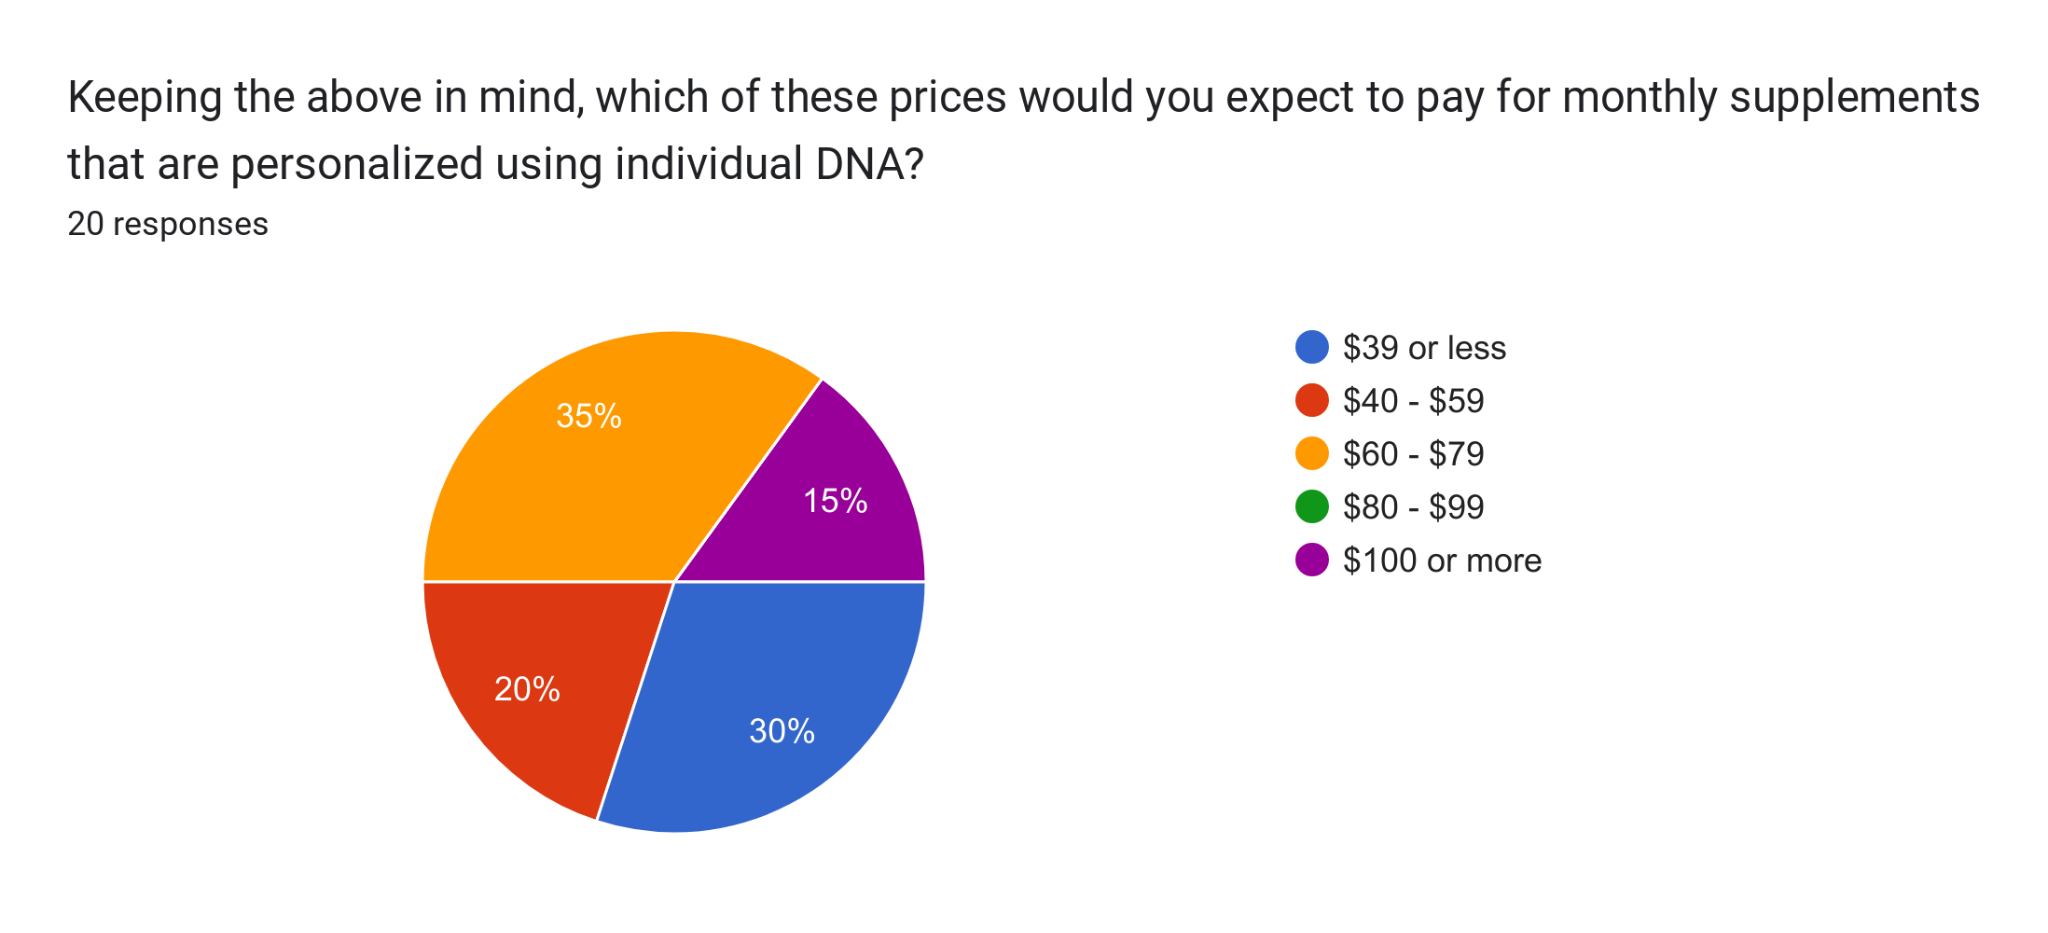 Keeping the above in mind, which of these prices would you expect to pay for monthly supplements
that are personalized using individual DNA?
20 responses
35%
15%
20%
30%
$39 or less
$40 - $59
$60 - $79
$80 - $99
$100 or more